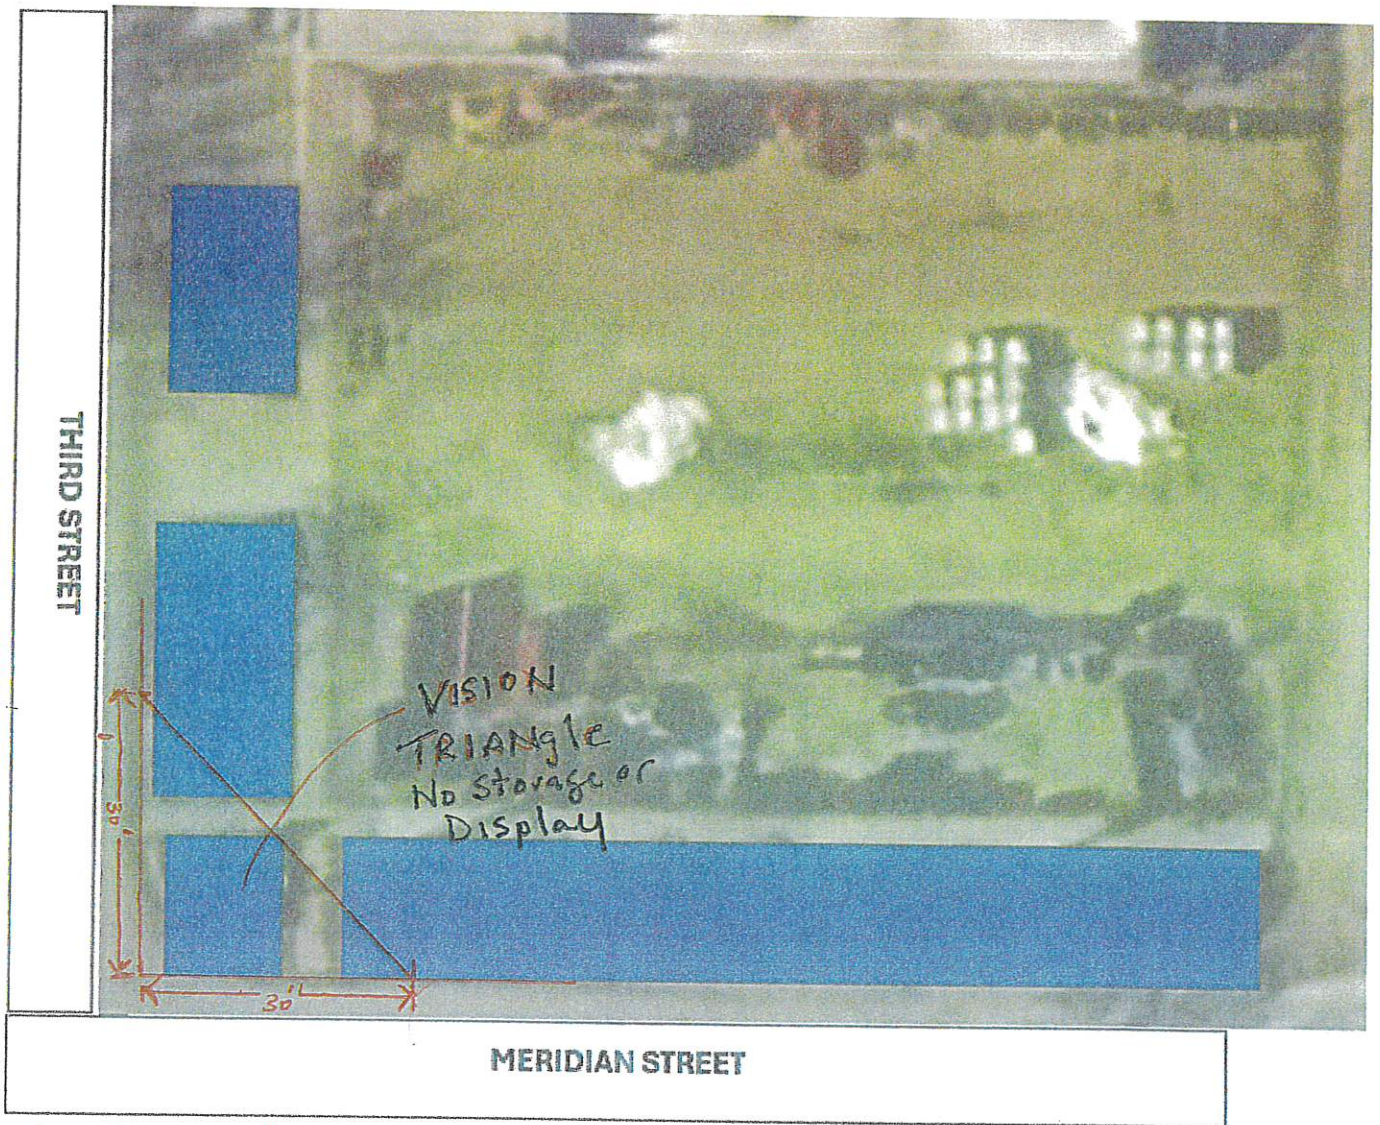 THIRD STREET
VISION
TRIANGle
No Storage or
Display
30'
30'
MERIDIAN STREET